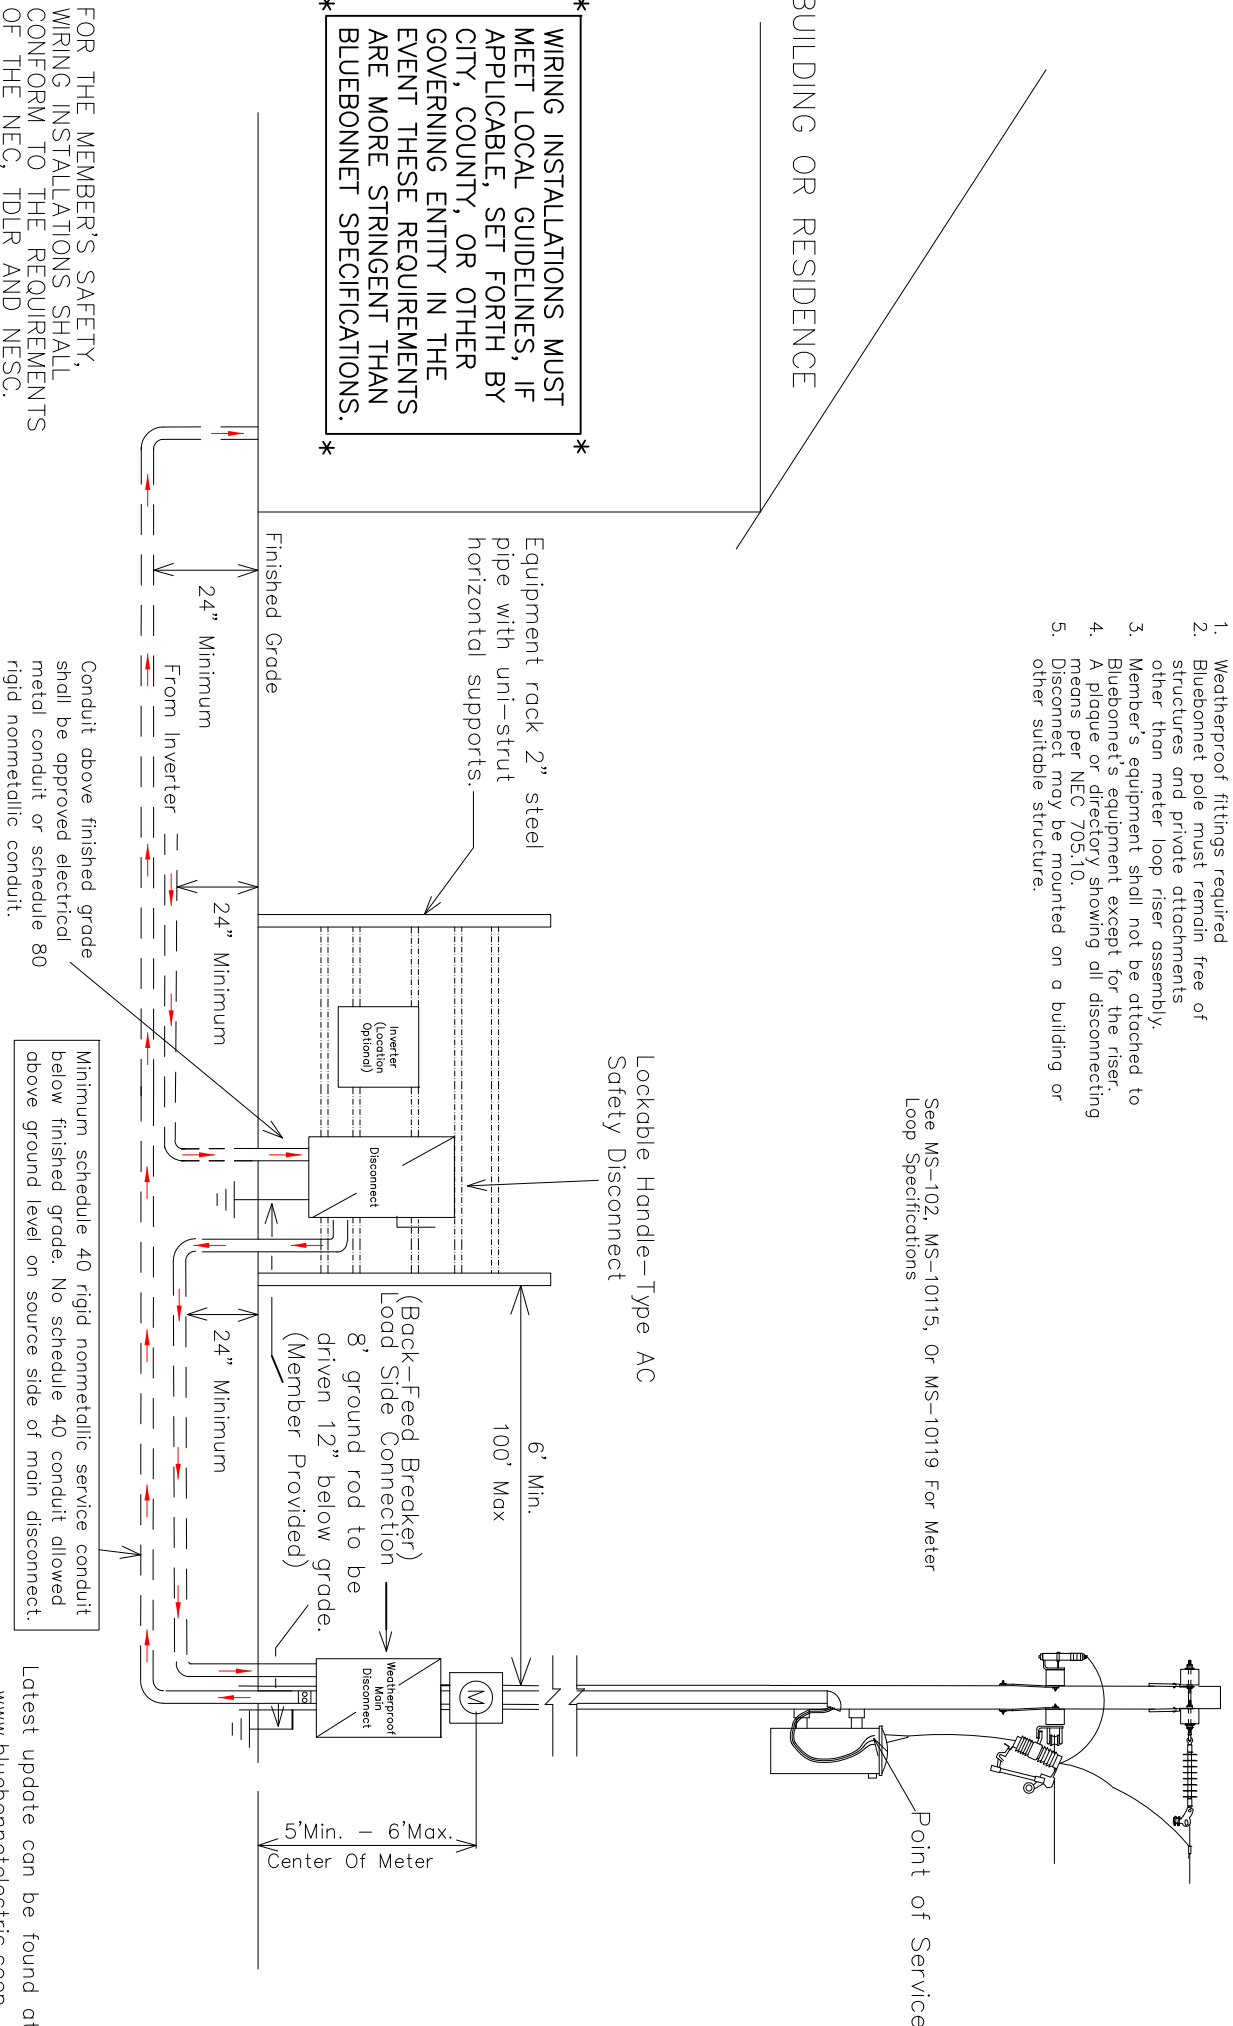 1. Weatherproof fittings required
2. Bluebonnet pole must remain free of
structures and private attachments
other than meter loop riser assembly.
3. Member's equipment shall not be attached to
Bluebonnet's equipment except for the riser.
4. A plaque or directory showing all disconnecting
means per NEC 705.10.
5. Disconnect may be mounted on a building or
other suitable structure.
See MS-102, MS-10115, Or MS-10119 For Meter
Loop Specifications
Point of Service
BUILDING OR RESIDENCE
* *
WIRING INSTALLATIONS MUST
MEET LOCAL GUIDELINES, IF
APPLICABLE, SET FORTH BY
CITY, COUNTY, OR OTHER
GOVERNING ENTITY IN THE
EVENT THESE REQUIREMENTS
ARE MORE STRINGENT THAN
BLUEBONNET SPECIFICATIONS.
* *
Lockable Handle-Type AC
Safety Disconnect
Equipment rack 2" steel
pipe with uni-strut
horizontal supports.
6' Min.
100' Max
M
Inverter
(Location
Optional)
Disconnect
Weatherproof
Main
Disconnect
(Back-Feed Breaker)
Load Side Connection
8' ground rod to be
driven 12" below grade.
(Member Provided)
5'Min. - 6'Max.
Center Of Meter
Finished Grade
24" Minimum
24" Minimum
24" Minimum
From Inverter
Conduit above finished grade
shall be approved electrical
metal conduit or schedule 80
rigid nonmetallic conduit.
Minimum schedule 40 rigid nonmetallic service conduit
below finished grade. No schedule 40 conduit allowed
above ground level on source side of main disconnect.
FOR THE MEMBER'S SAFETY,
WIRING INSTALLATIONS SHALL
CONFORM TO THE REQUIREMENTS
OF THE NEC, TDLR AND NESC.
Latest update can be found at
www.bluebonnetelectric.coop